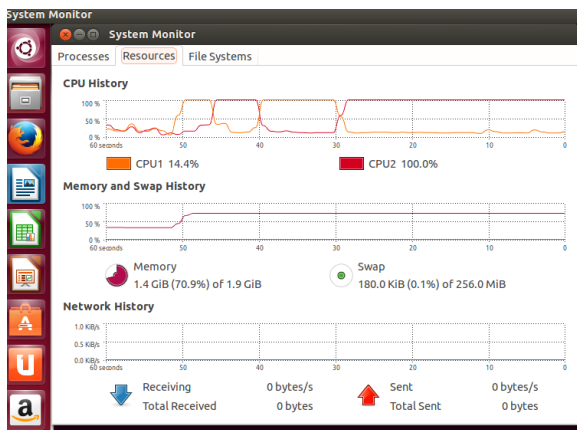 System Monitor
System Monitor
Processes Resources File Systems
CPU History
100 %
50 %
0 %
60 seconds 50 40 30 20 10 0
CPU1 14.4% CPU2 100.0%
Memory and Swap History
100 %
50 %
0 %
60 seconds 50 40 30 20 10 0
Memory Swap
1.4 GiB (70.9%) of 1.9 GiB 180.0 KiB (0.1%) of 256.0 MiB
Network History
1.0 KiB/s
0.5 KiB/s
0.0 KiB/s
60 seconds 50 40 30 20 10 0
Receiving 0 bytes/s Sent 0 bytes/s
Total Received 0 bytes Total Sent 0 bytes